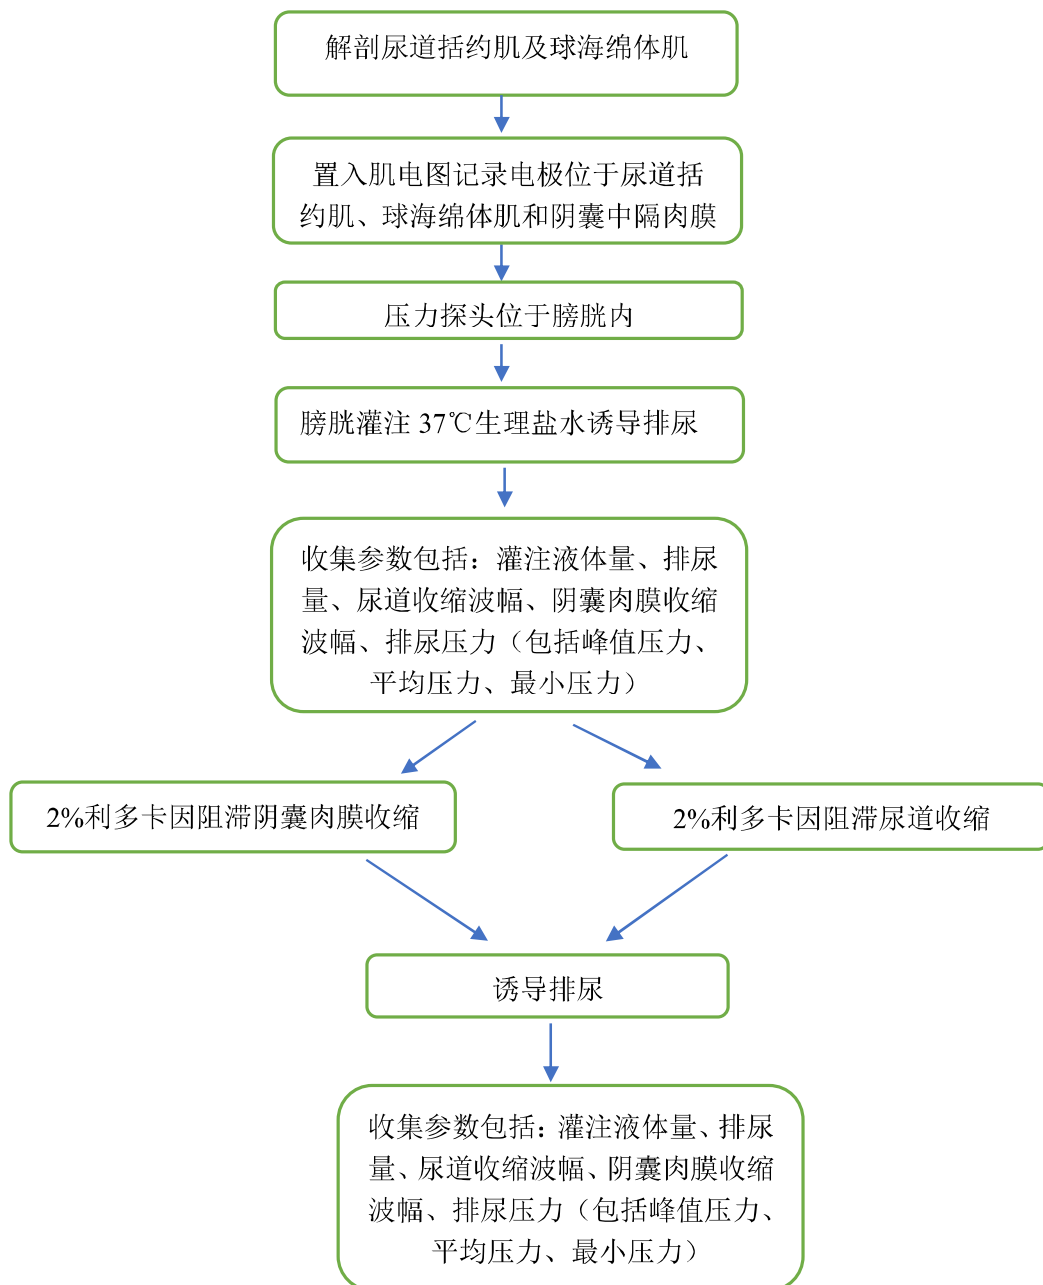 解剖尿道括约肌及球海绵体肌
置入肌电图记录电极位于尿道括
约肌、球海绵体肌和阴囊中隔肉膜
压力探头位于膀胱内
膀胱灌注 37℃生理盐水诱导排尿
收集参数包括：灌注液体量、排尿
量、尿道收缩波幅、阴囊肉膜收缩
波幅、排尿压力（包括峰值压力、
平均压力、最小压力）
2%利多卡因阻滞阴囊肉膜收缩
2%利多卡因阻滞尿道收缩
诱导排尿
收集参数包括：灌注液体量、排尿
量、尿道收缩波幅、阴囊肉膜收缩
波幅、排尿压力（包括峰值压力、
平均压力、最小压力）